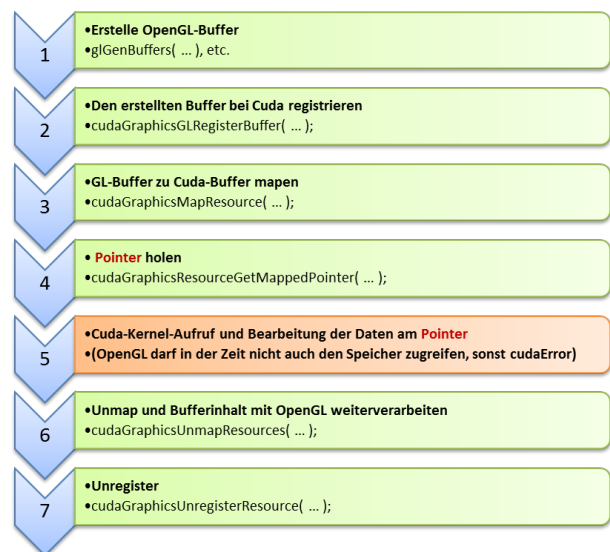 1
•Erstelle OpenGL-Buffer
•glGenBuffers( ... ), etc.
2
•Den erstellten Buffer bei Cuda registrieren
•cudaGraphicsGLRegisterBuffer( ... );
3
•GL-Buffer zu Cuda-Buffer mapen
•cudaGraphicsMapResource( ... );
4
• Pointer holen
•cudaGraphicsResourceGetMappedPointer( ... );
5
•Cuda-Kernel-Aufruf und Bearbeitung der Daten am Pointer
•(OpenGL darf in der Zeit nicht auch den Speicher zugreifen, sonst cudaError)
6
•Unmap und Bufferinhalt mit OpenGL weiterverarbeiten
•cudaGraphicsUnmapResources( ... );
7
•Unregister
•cudaGraphicsUnregisterResource( ... );